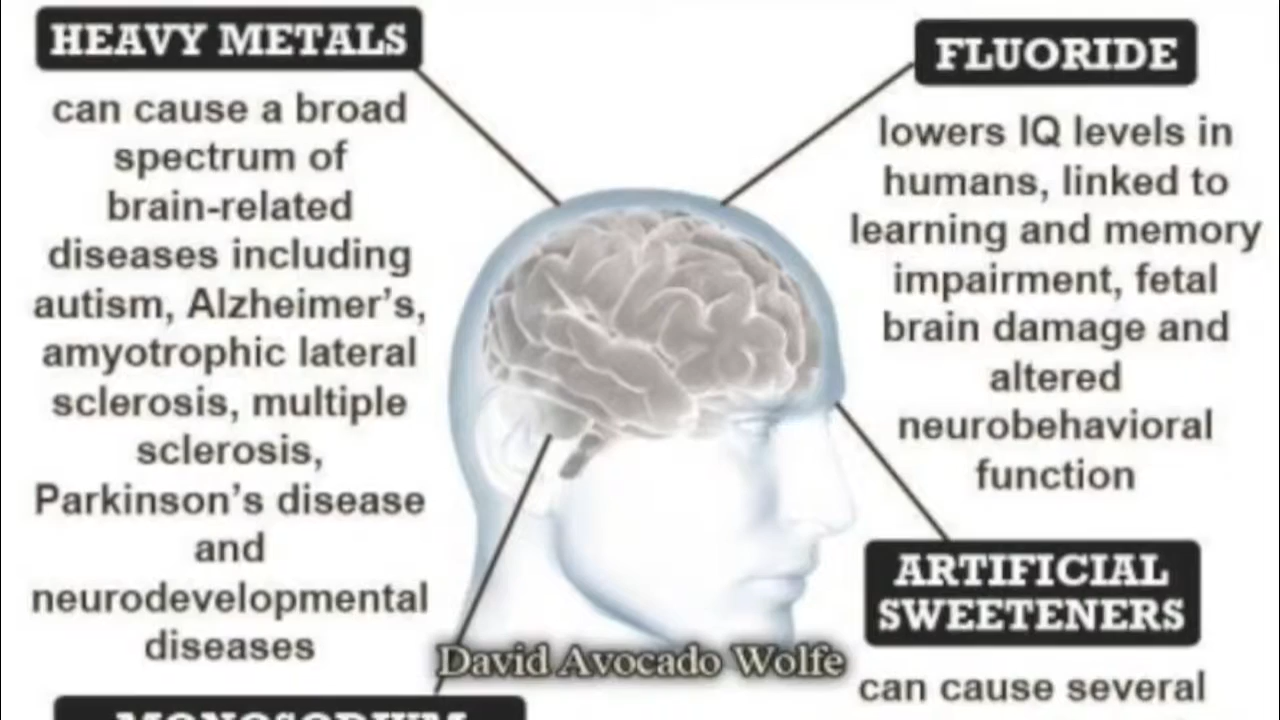 HEAVY METALS
can cause a broad
spectrum of
brain-related
diseases including
autism, Alzheimer's,
amyotrophic lateral
sclerosis, multiple
sclerosis,
Parkinson's disease
and
neurodevelopmental
diseases
FLUORIDE
lowers IQ levels in
humans, linked to
learning and memory
impairment, fetal
brain damage and
altered
neurobehavioral
function
ARTIFICIAL
SWEETENERS
can cause several
David Avocado Wolfe
MONOSODIUM